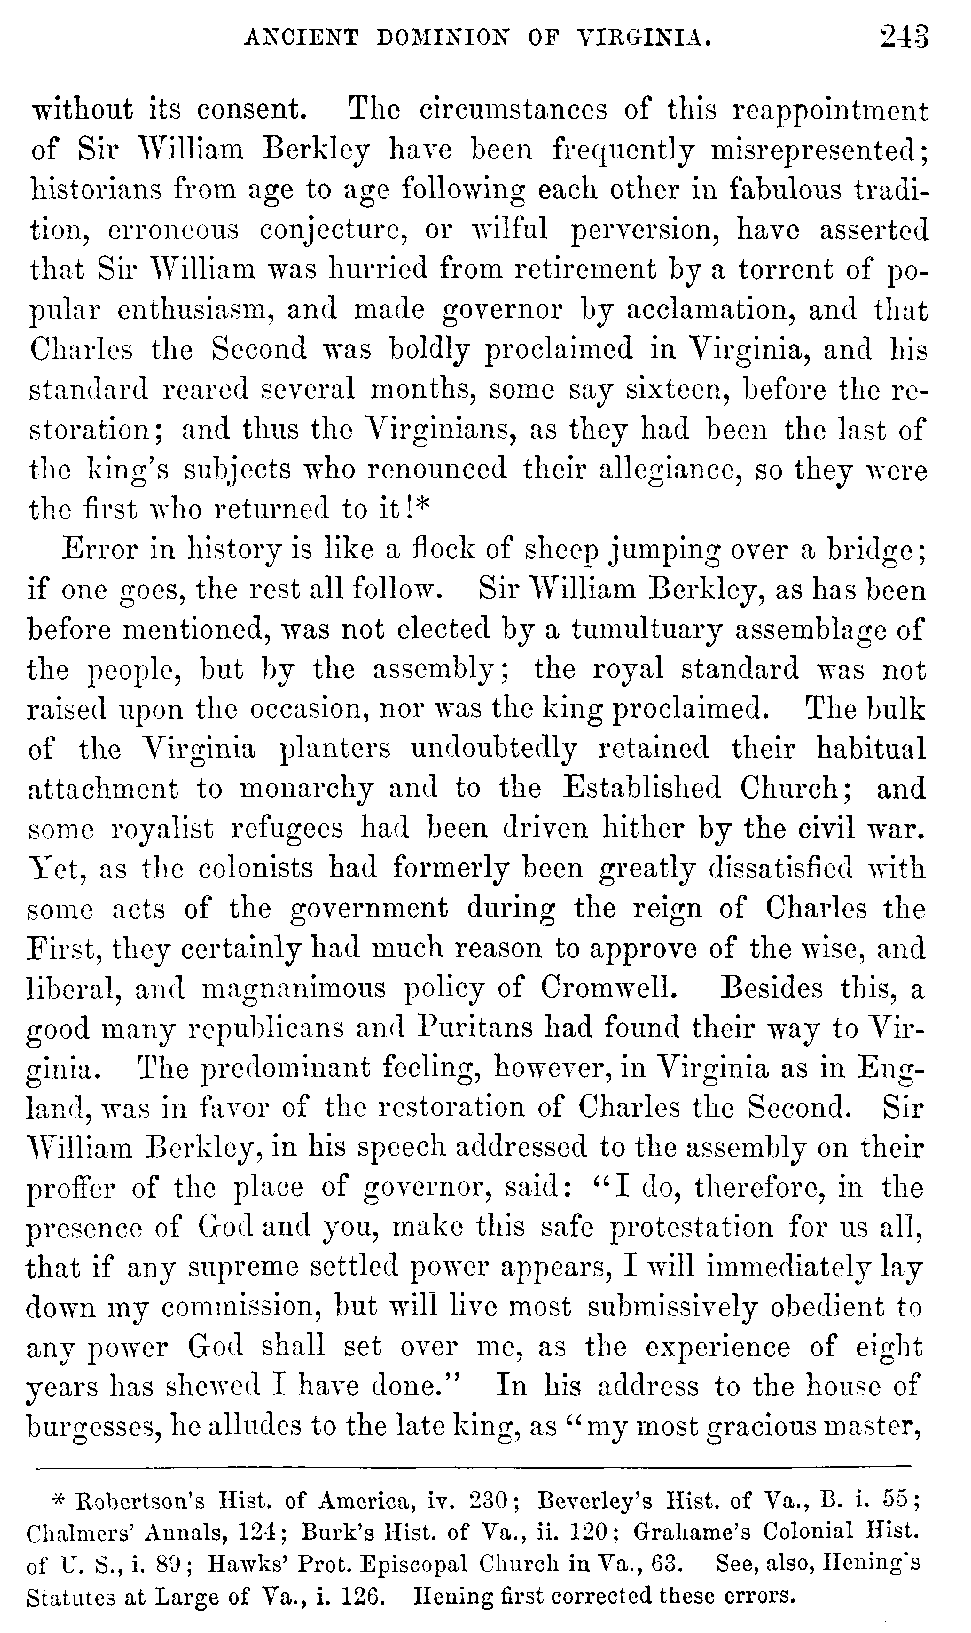 ANCIENT DOMINION OF VIRGINIA. 243
without its consent. The circumstances of this reappointment
of Sir William Berkley have been frequently misrepresented;
historians from age to age following each other in fabulous tradi-
tion, erroneous conjecture, or wilful perversion, have asserted
that Sir William was hurried from retirement by a torrent of po-
pular enthusiasm, and made governor by acclamation, and that
Charles the Second was boldly proclaimed in Virginia, and his
standard reared several months, some say sixteen, before the re-
storation; and thus the Virginians, as they had been the last of
the king's subjects who renounced their allegiance, so they were
the first who returned to it!*
Error in history is like a flock of sheep jumping over a bridge;
if one goes, the rest all follow. Sir William Berkley, as has been
before mentioned, was not elected by a tumultuary assemblage of
the people, but by the assembly; the royal standard was not
raised upon the occasion, nor was the king proclaimed. The bulk
of the Virginia planters undoubtedly retained their habitual
attachment to monarchy and to the Established Church; and
some royalist refugees had been driven hither by the civil war.
Yet, as the colonists had formerly been greatly dissatisfied with
some acts of the government during the reign of Charles the
First, they certainly had much reason to approve of the wise, and
liberal, and magnanimous policy of Cromwell. Besides this, a
good many republicans and Puritans had found their way to Vir-
ginia. The predominant feeling, however, in Virginia as in Eng-
land, was in favor of the restoration of Charles the Second. Sir
William Berkley, in his speech addressed to the assembly on their
proffer of the place of governor, said: "I do, therefore, in the
presence of God and you, make this safe protestation for us all,
that if any supreme settled power appears, I will immediately lay
down my commission, but will live most submissively obedient to
any power God shall set over me, as the experience of eight
years has shewed I have done." In his address to the house of
burgesses, he alludes to the late king, as "my most gracious master,
* Robertson's Hist. of America, iv. 230; Beverley's Hist. of Va., B. i. 55;
Chalmers' Annals, 124; Burk's Hist. of Va., ii. 120; Grahame's Colonial Hist.
of U. S., i. 89; Hawks' Prot. Episcopal Church in Va., 63. See, also, Hening's
Statutes at Large of Va., i. 126. Hening first corrected these errors.